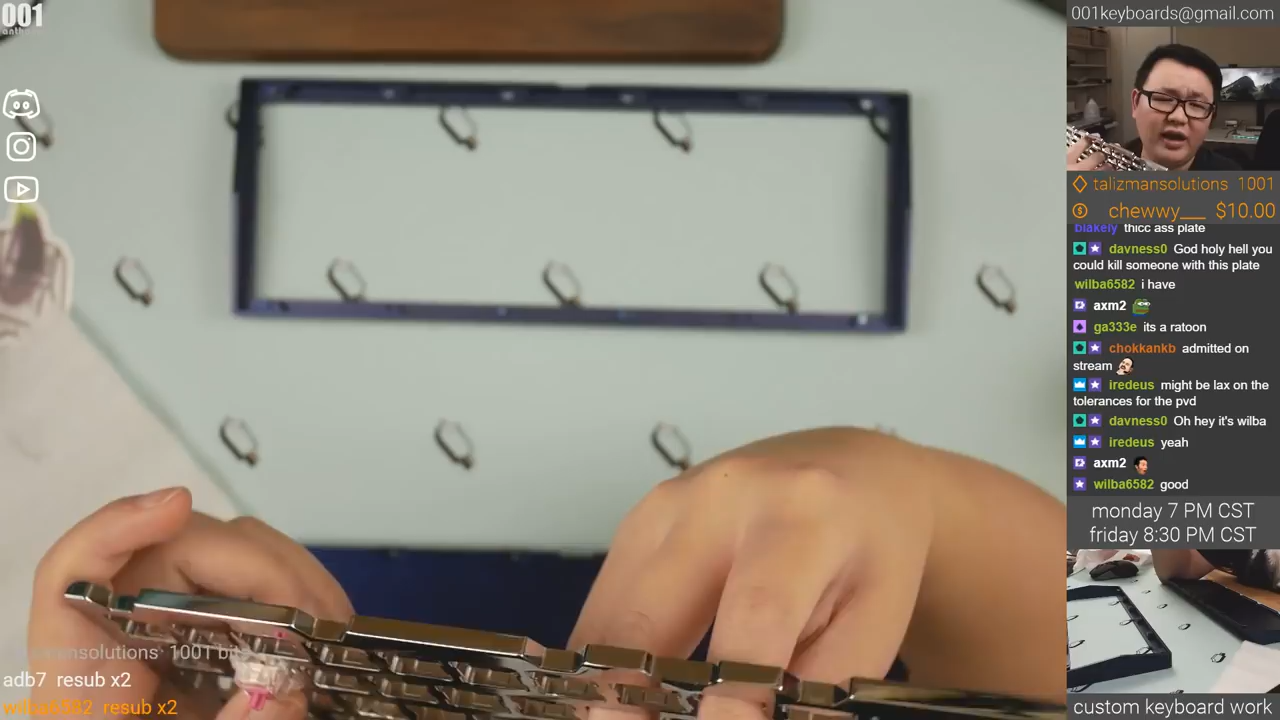 001
001keyboards@gmail.com
talizmansolutions 1001
chewwy___ $10.00
blakely thicc ass plate
davness0 God holy hell you
could kill someone with this plate
wilba6582 i have
axm2
ga333e its a ratoon
chokkankb admitted on
stream
iredeus might be lax on the
tolerances for the pvd
davness0 Oh hey it's wilba
iredeus yeah
axm2
wilba6582 good
monday 7 PM CST
friday 8:30 PM CST
1001 bits
adb7 resub x2
wilba6582 resub x2
custom keyboard work